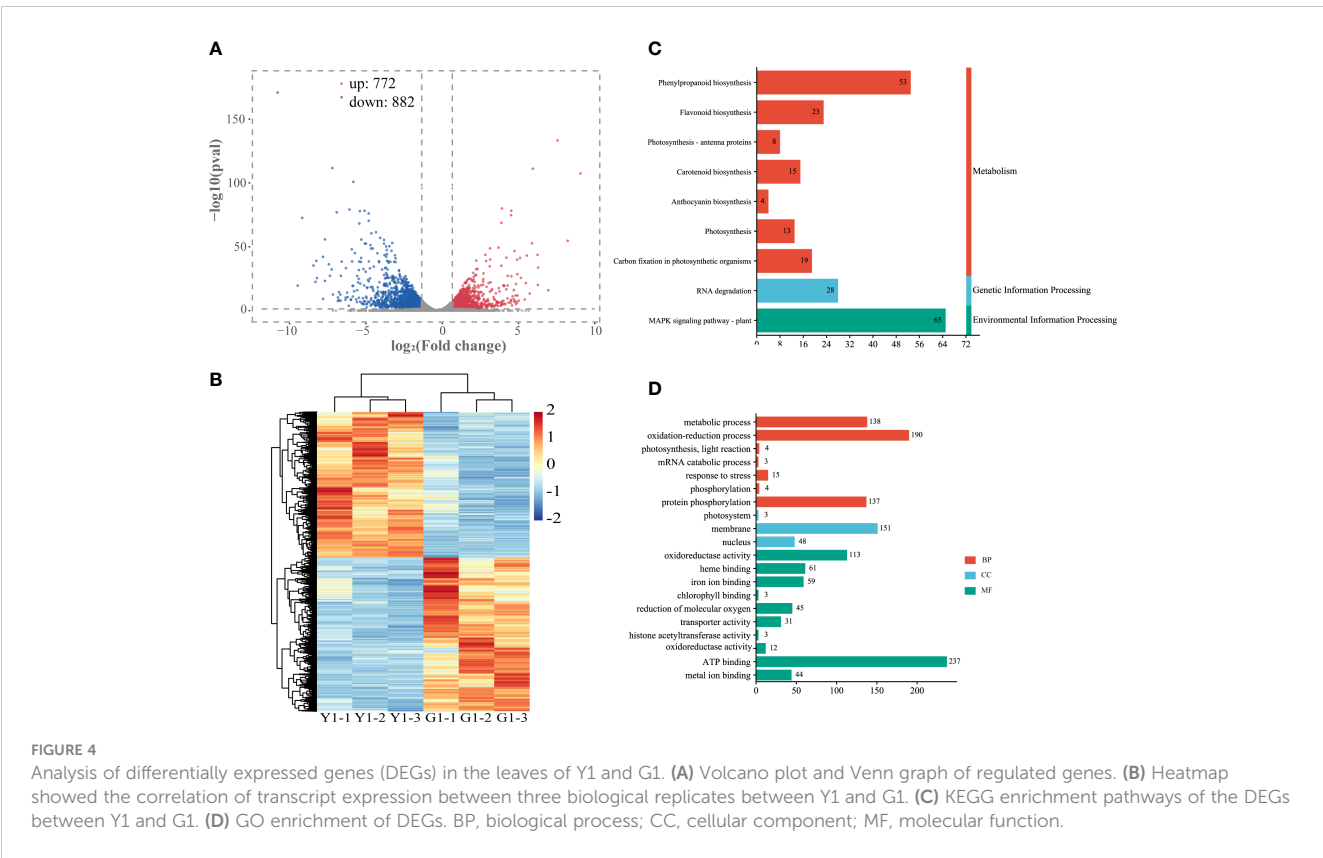 A
up: 772
down: 882
150
100
50
0
−log10(pval)
−10
−5
0
5
10
log₂(Fold change)
B
2
1
0
-1
-2
Y1-1 Y1-2 Y1-3 G1-1 G1-2 G1-3
C
Phenylpropanoid biosynthesis 53
Flavonoid biosynthesis 23
Photosynthesis - antenna proteins 8
Carotenoid biosynthesis 15
Anthocyanin biosynthesis 4
Photosynthesis 13
Carbon fixation in photosynthetic organisms 19
RNA degradation 28
MAPK signaling pathway - plant 65
Metabolism
Genetic Information Processing
Environmental Information Processing
0 8 16 24 32 40 48 56 64 72
D
metabolic process 138
oxidation-reduction process 190
photosynthesis, light reaction 4
mRNA catabolic process 3
response to stress 15
phosphorylation 4
protein phosphorylation 137
photosystem 3
membrane 151
nucleus 48
oxidoreductase activity 113
heme binding 61
iron ion binding 59
chlorophyll binding 3
reduction of molecular oxygen 45
transporter activity 31
histone acetyltransferase activity 3
oxidoreductase activity 12
ATP binding 237
metal ion binding 44
0 50 100 150 200
BP
CC
MF
FIGURE 4
Analysis of differentially expressed genes (DEGs) in the leaves of Y1 and G1. (A) Volcano plot and Venn graph of regulated genes. (B) Heatmap
showed the correlation of transcript expression between three biological replicates between Y1 and G1. (C) KEGG enrichment pathways of the DEGs
between Y1 and G1. (D) GO enrichment of DEGs. BP, biological process; CC, cellular component; MF, molecular function.